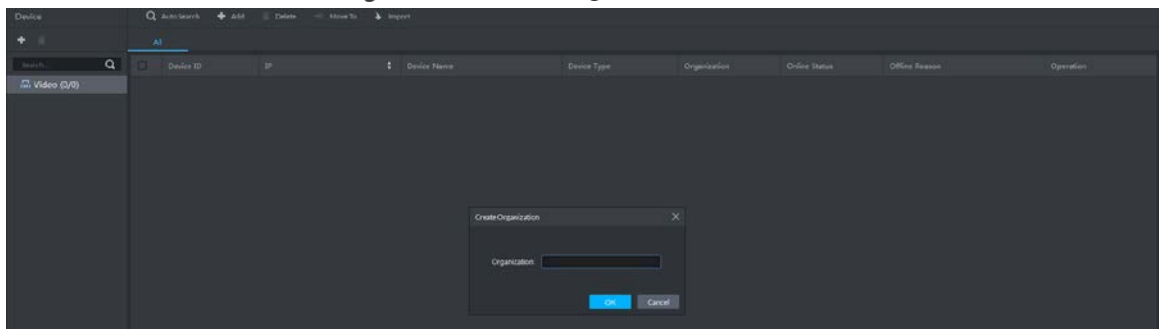 Device
Auto Search Add Delete Move To Import
All
Search...
Device ID IP Device Name Device Type Organization Online Status Offline Reason Operation
Video (0/0)
Create Organization
Organization:
OK Cancel